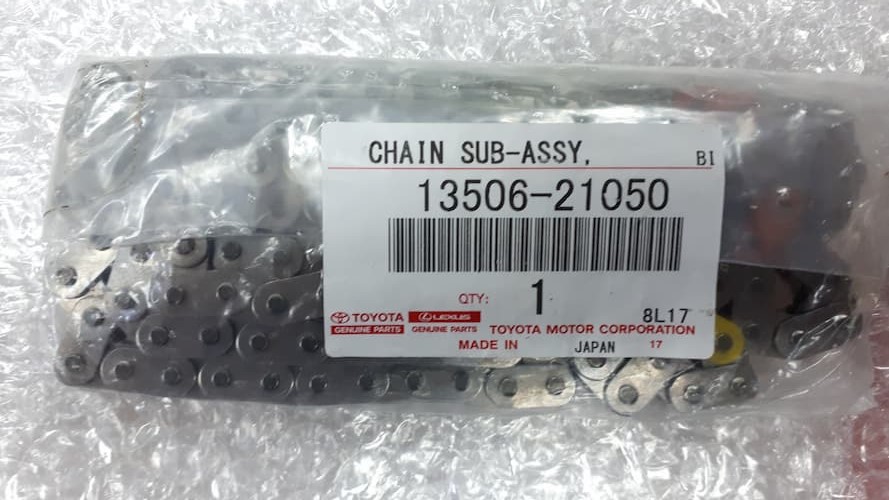 CHAIN SUB-ASSY,
BI
13506-21050
QTY: 1
8L17
TOYOTA LEXUS
GENUINE PARTS GENUINE PARTS TOYOTA MOTOR CORPORATION
MADE IN JAPAN 17